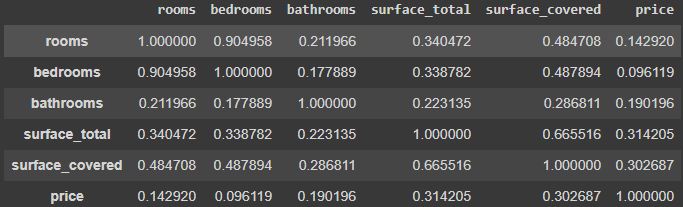 rooms bedrooms bathrooms surface_total surface_covered price
rooms 1.000000 0.904958 0.211966 0.340472 0.484708 0.142920
bedrooms 0.904958 1.000000 0.177889 0.338782 0.487894 0.096119
bathrooms 0.211966 0.177889 1.000000 0.223135 0.286811 0.190196
surface_total 0.340472 0.338782 0.223135 1.000000 0.665516 0.314205
surface_covered 0.484708 0.487894 0.286811 0.665516 1.000000 0.302687
price 0.142920 0.096119 0.190196 0.314205 0.302687 1.000000